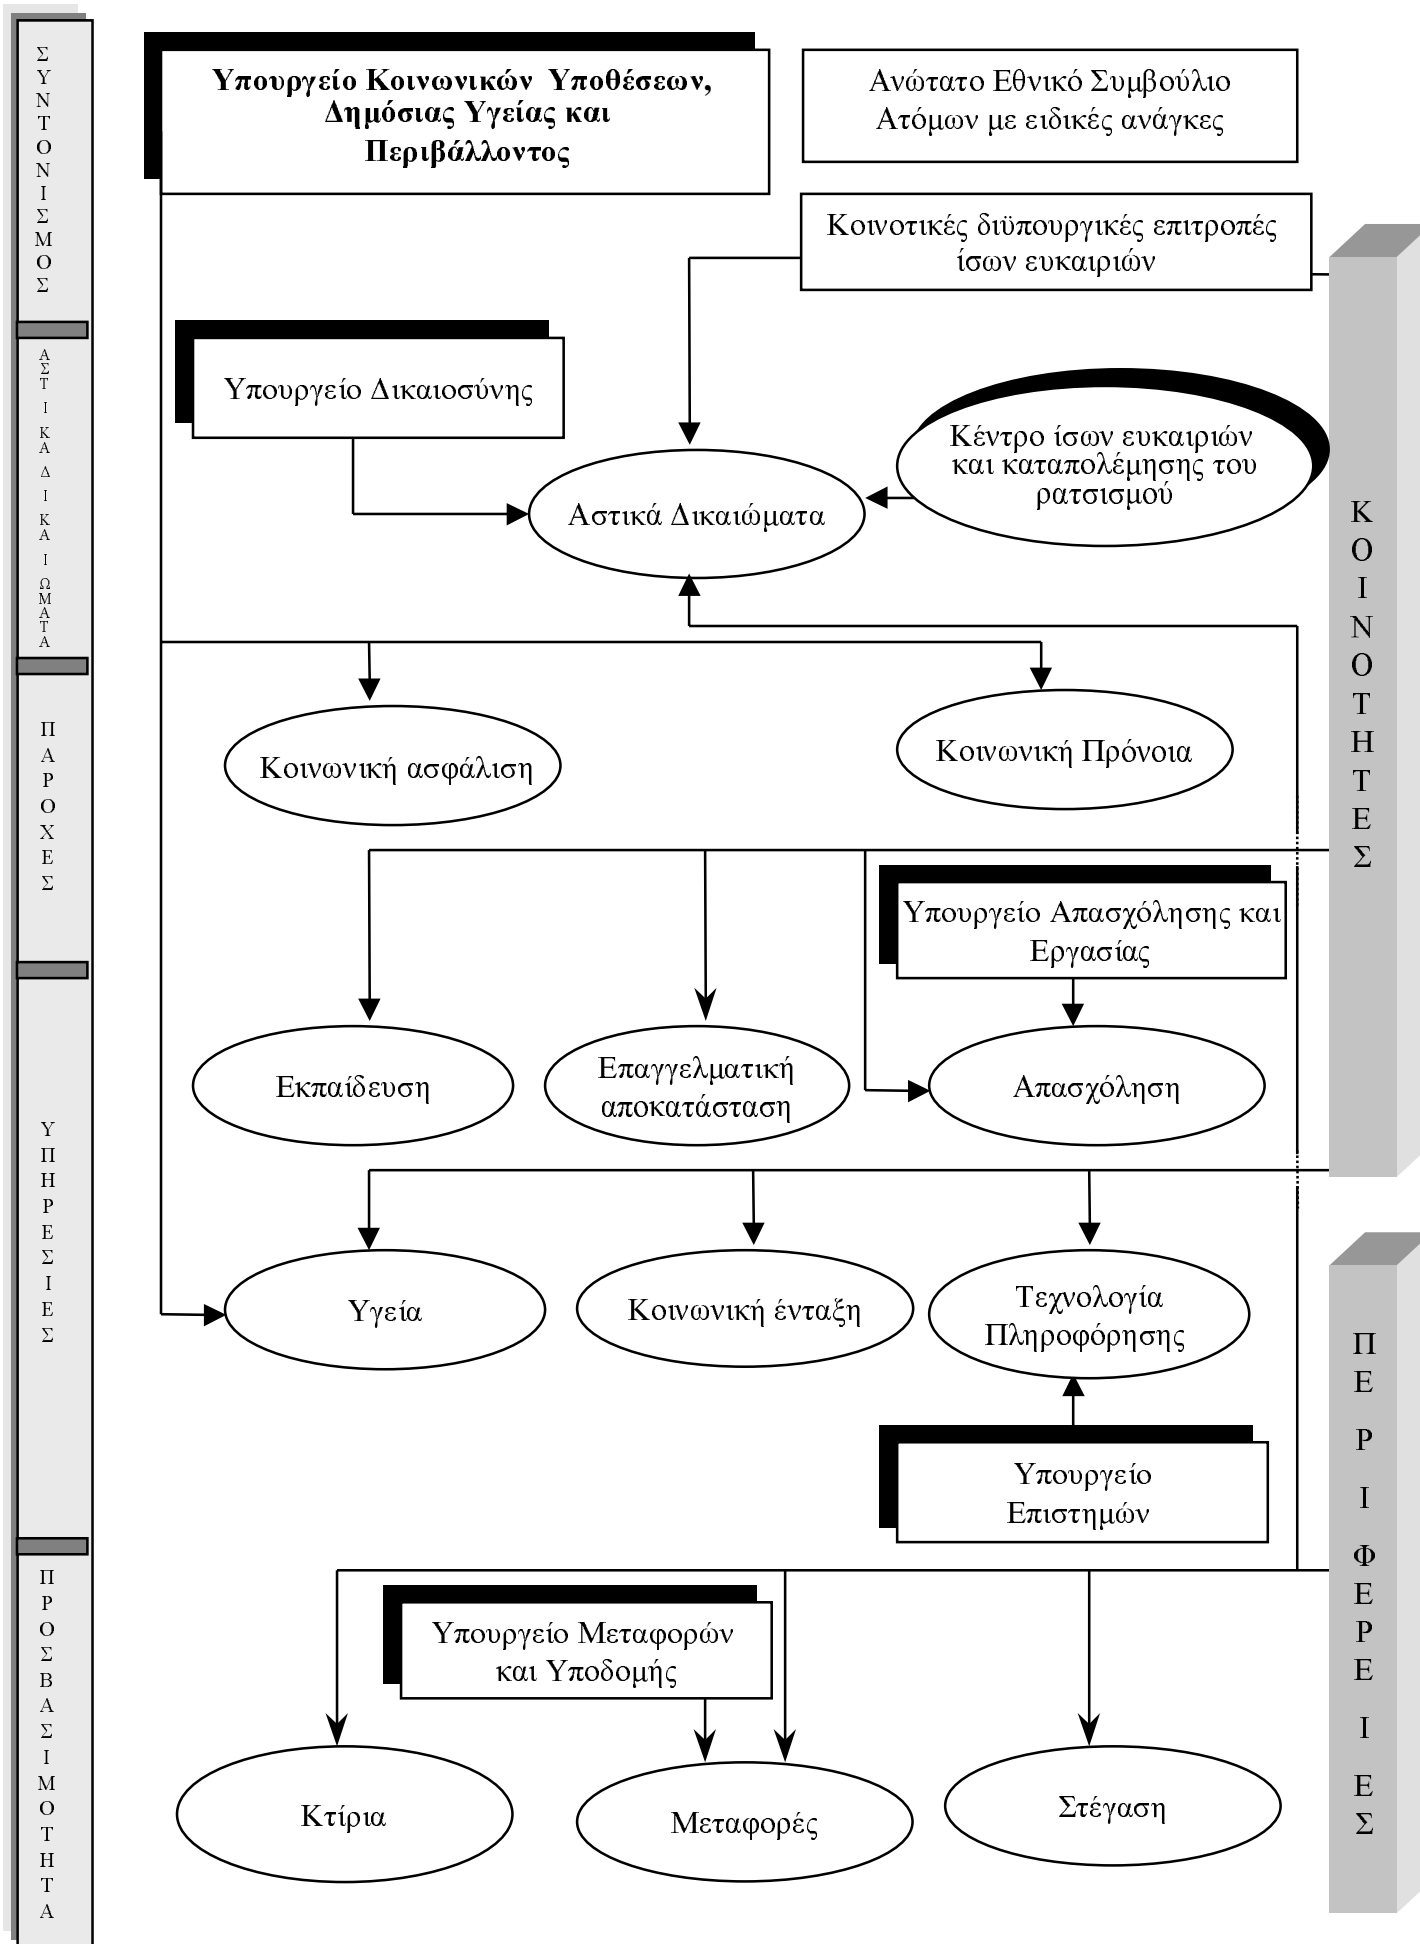 ΣΥΝΤΟΝΙΣΜΟΣ
Υπουργείο Κοινωνικών Υποθέσεων,
Δημόσιας Υγείας και
Περιβάλλοντος
Ανώτατο Εθνικό Συμβούλιο
Ατόμων με ειδικές ανάγκες
Κοινοτικές διϋπουργικές επιτροπές
ίσων ευκαιριών
ΑΣΤΙΚΑ ΔΙΚΑΙΩΜΑΤΑ
Υπουργείο Δικαιοσύνης
Κέντρο ίσων ευκαιριών
και καταπολέμησης του
ρατσισμού
Αστικά Δικαιώματα
ΚΟΙΝΟΤΗΤΕΣ
ΠΑΡΟΧΕΣ
Κοινωνική ασφάλιση
Κοινωνική Πρόνοια
Υπουργείο Απασχόλησης και
Εργασίας
ΥΠΗΡΕΣΙΕΣ
Εκπαίδευση
Επαγγελματική
αποκατάσταση
Απασχόληση
Υγεία
Κοινωνική ένταξη
Τεχνολογία
Πληροφόρησης
Υπουργείο
Επιστημών
ΠΕΡΙΦΕΡΕΙΕΣ
ΠΡΟΣΒΑΣΙΜΟΤΗΤΑ
Υπουργείο Μεταφορών
και Υποδομής
Κτίρια
Μεταφορές
Στέγαση